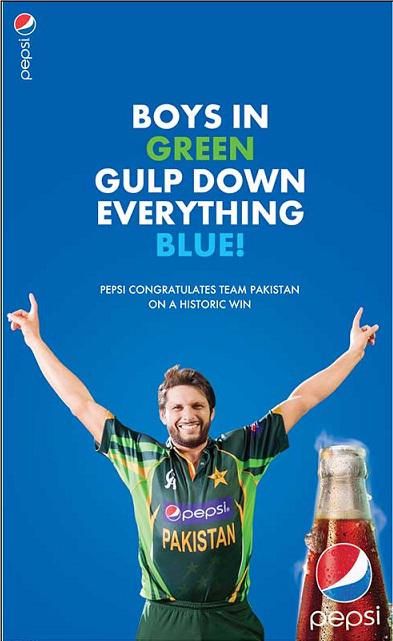 pepsi
BOYS IN
GREEN
GULP DOWN
EVERYTHING
BLUE!
PEPSI CONGRATULATES TEAM PAKISTAN
ON A HISTORIC WIN
pepsi
PAKISTAN
pepsi